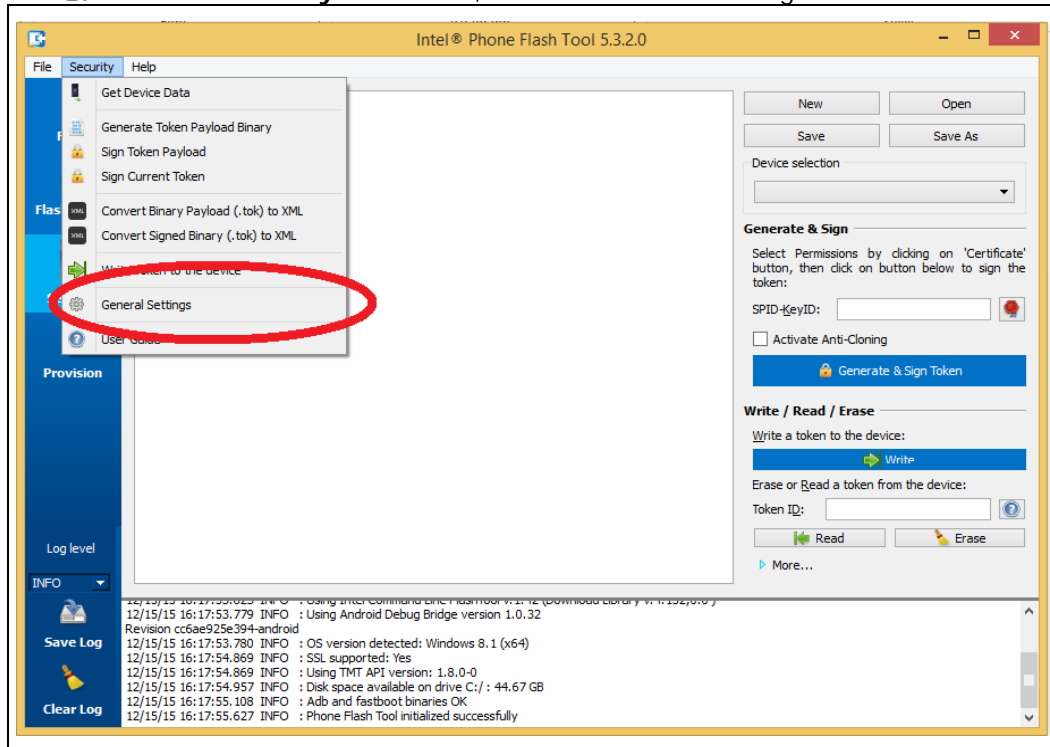 Intel® Phone Flash Tool 5.3.2.0
File Security Help
Get Device Data
Generate Token Payload Binary
Sign Token Payload
Sign Current Token
Convert Binary Payload (.tok) to XML
Convert Signed Binary (.tok) to XML
to the device
General Settings
User
Flas
Provision
Log level
INFO
Save Log
Clear Log
New Open
Save Save As
Device selection
Generate & Sign
Select Permissions by clicking on 'Certificate'
button, then click on button below to sign the
token:
SPID-KeyID:
Activate Anti-Cloning
Generate & Sign Token
Write / Read / Erase
Write a token to the device:
Write
Erase or Read a token from the device:
Token ID:
Read Erase
More...
12/15/15 16:17:53.779 INFO : Using Android Debug Bridge version 1.0.32
Revision cc6ae925e394-android
12/15/15 16:17:53.780 INFO : OS version detected: Windows 8.1 (x64)
12/15/15 16:17:54.869 INFO : SSL supported: Yes
12/15/15 16:17:54.869 INFO : Using TMT API version: 1.8.0-0
12/15/15 16:17:54.957 INFO : Disk space available on drive C:/ : 44.67 GB
12/15/15 16:17:55.108 INFO : Adb and fastboot binaries OK
12/15/15 16:17:55.627 INFO : Phone Flash Tool initialized successfully